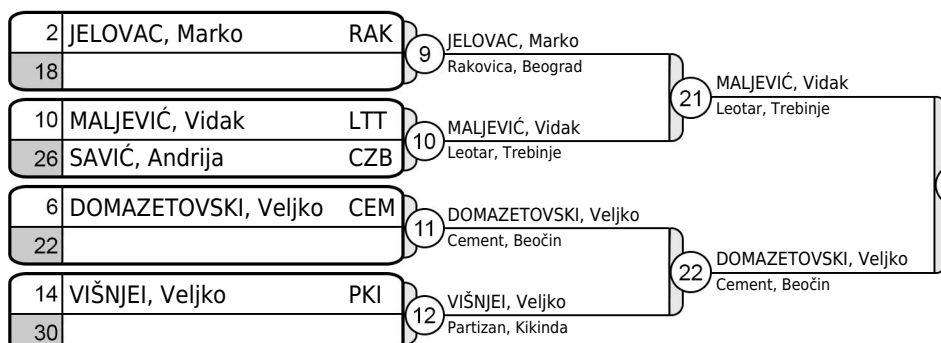 2 JELOVAC, Marko RAK
18
9
JELOVAC, Marko
Rakovica, Beograd
10 MALJEVIĆ, Vidak LTT
26 SAVIĆ, Andrija CZB
10
MALJEVIĆ, Vidak
Leotar, Trebinje
21
MALJEVIĆ, Vidak
Leotar, Trebinje
6 DOMAZETOVSKI, Veljko CEM
22
11
DOMAZETOVSKI, Veljko
Cement, Beočin
14 VIŠNJEI, Veljko PKI
30
12
VIŠNJEI, Veljko
Partizan, Kikinda
22
DOMAZETOVSKI, Veljko
Cement, Beočin